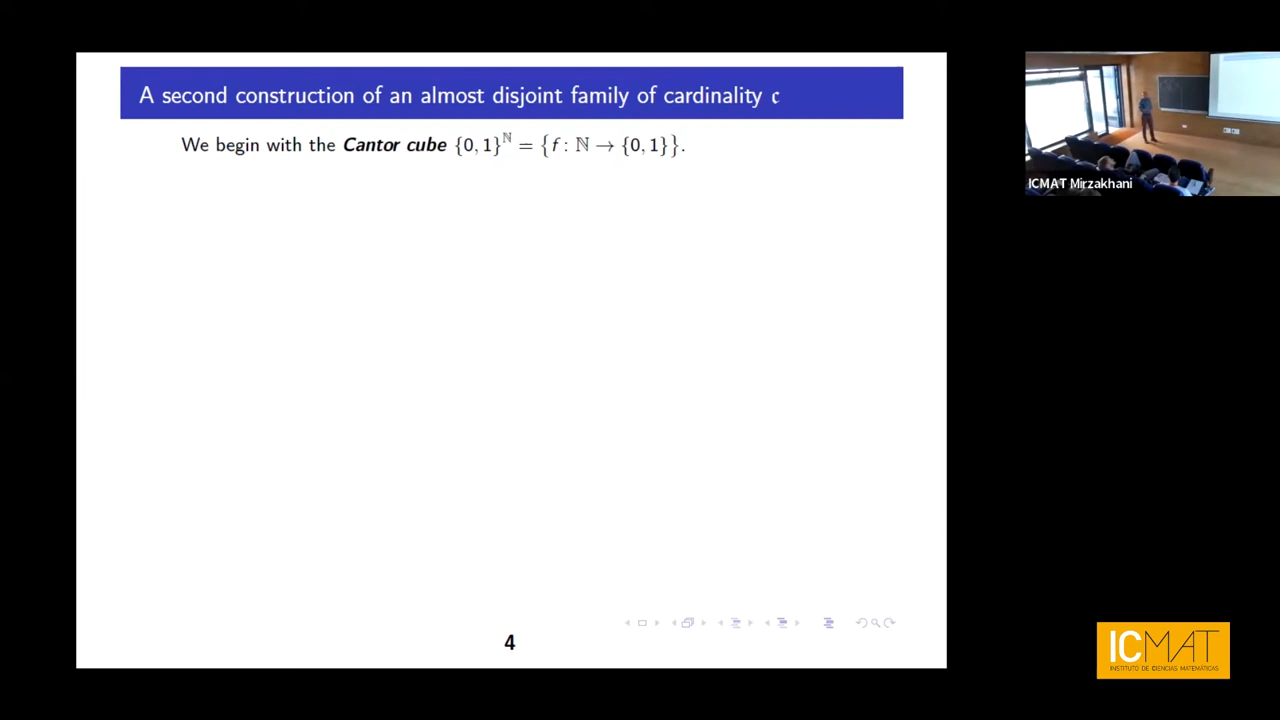 A second construction of an almost disjoint family of cardinality 𝔠
We begin with the Cantor cube {0, 1}^ℕ = {f : ℕ → {0, 1}}.
4
ICMAT Mirzakhani
ICMAT
INSTITUTO DE CIENCIAS MATEMÁTICAS